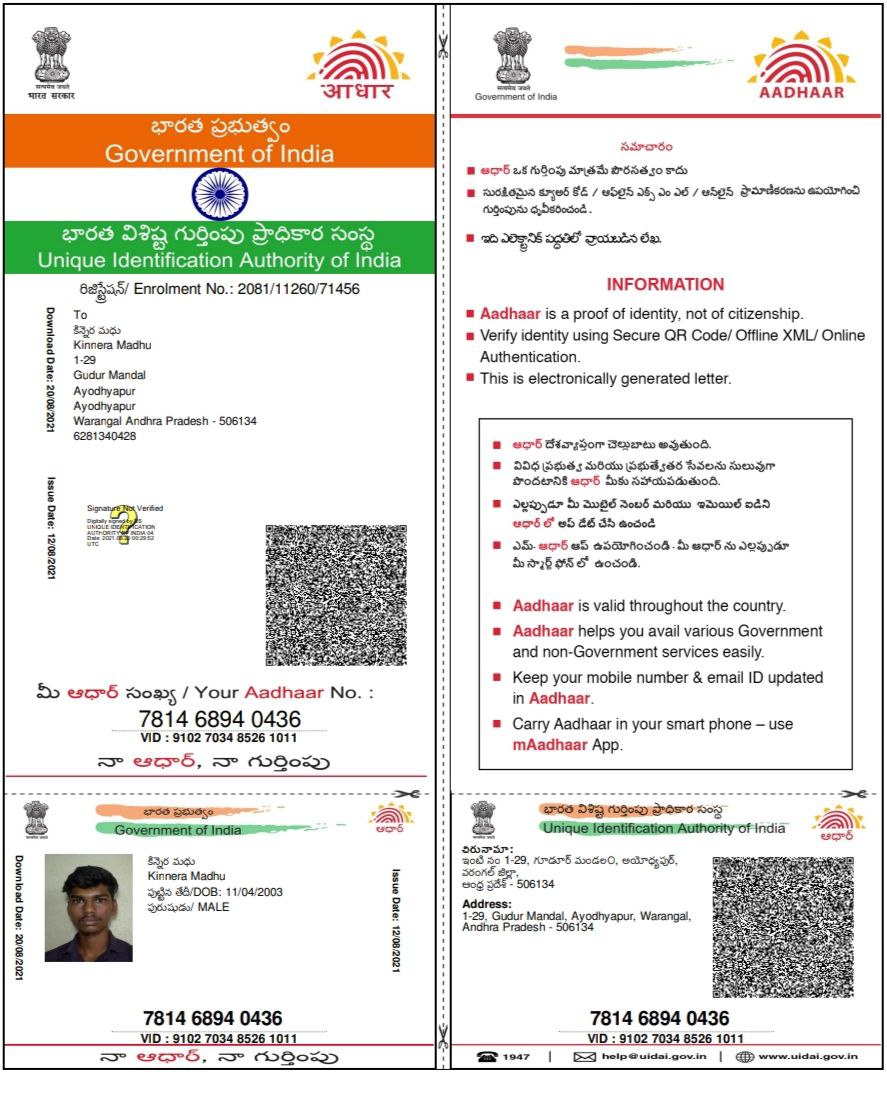 सत्यमेव जयते
भारत सरकार
आधार
భారత ప్రభుత్వం
Government of India
భారత విశిష్ట గుర్తింపు ప్రాధికార సంస్థ
Unique Identification Authority of India
రిజిస్ట్రేషన్/ Enrolment No.: 2081/11260/71456
Download Date: 20/08/2021
To
కిన్నెర మధు
Kinnera Madhu
1-29
Gudur Mandal
Ayodhyapur
Ayodhyapur
Warangal Andhra Pradesh - 506134
6281340428
Issue Date: 12/08/2021
Signature Not Verified
Digitally signed by DS
UNIQUE IDENTIFICATION
AUTHORITY OF INDIA 04
Date: 2021.08.20 00:29:52
UTC
మీ ఆధార్ సంఖ్య / Your Aadhaar No. :
7814 6894 0436
VID : 9102 7034 8526 1011
నా ఆధార్, నా గుర్తింపు
భారత ప్రభుత్వం
Government of India
ఆధార్
Download Date: 20/08/2021
కిన్నెర మధు
Kinnera Madhu
పుట్టిన తేదీ/DOB: 11/04/2003
పురుషుడు/ MALE
Issue Date: 12/08/2021
7814 6894 0436
VID : 9102 7034 8526 1011
నా ఆధార్, నా గుర్తింపు
सत्यमेव जयते
Government of India
AADHAAR
సమాచారం
ఆధార్ ఒక గుర్తింపు మాత్రమే పౌరసత్వం కాదు
సురక్షితమైన క్యూఆర్ కోడ్ / ఆఫ్‌లైన్ ఎక్స్ ఎం ఎల్ / ఆన్‌లైన్ ప్రామాణీకరణను ఉపయోగించి
గుర్తింపును ధృవీకరించండి.
ఇది ఎలెక్ట్రానిక్ పద్ధతిలో వ్రాయబడిన లేఖ.
INFORMATION
Aadhaar is a proof of identity, not of citizenship.
Verify identity using Secure QR Code/ Offline XML/ Online
Authentication.
This is electronically generated letter.
ఆధార్ దేశవ్యాప్తంగా చెల్లుబాటు అవుతుంది.
వివిధ ప్రభుత్వ మరియు ప్రభుత్వేతర సేవలను సులువుగా
పొందటానికి ఆధార్ మీకు సహాయపడుతుంది.
ఎల్లప్పుడూ మీ మొబైల్ నెంబర్ మరియు ఇమెయిల్ ఐడిని
ఆధార్ లో అప్ డేట్ చేసి ఉంచండి
ఎమ్- ఆధార్ ఆప్ ఉపయోగించండి - మీ ఆధార్ ను ఎల్లప్పుడూ
మీ స్మార్ట్ ఫోన్ లో ఉంచండి.
Aadhaar is valid throughout the country.
Aadhaar helps you avail various Government
and non-Government services easily.
Keep your mobile number & email ID updated
in Aadhaar.
Carry Aadhaar in your smart phone – use
mAadhaar App.
భారత విశిష్ట గుర్తింపు ప్రాధికార సంస్థ
Unique Identification Authority of India
ఆధార్
చిరునామా:
ఇంటి నం 1-29, గూడూర్ మండలం, అయోధ్యపుర్,
వరంగల్ జిల్లా,
ఆంధ్ర ప్రదేశ్ - 506134
Address:
1-29, Gudur Mandal, Ayodhyapur, Warangal,
Andhra Pradesh - 506134
7814 6894 0436
VID : 9102 7034 8526 1011
1947 | help@uidai.gov.in | www.uidai.gov.in